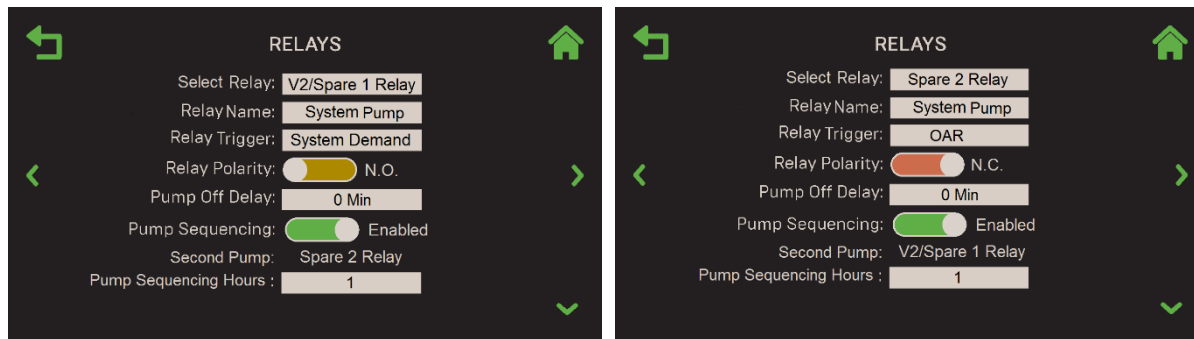 RELAYS
Select Relay: V2/Spare 1 Relay
Relay Name: System Pump
Relay Trigger: System Demand
Relay Polarity: N.O.
Pump Off Delay: 0 Min
Pump Sequencing: Enabled
Second Pump: Spare 2 Relay
Pump Sequencing Hours : 1
RELAYS
Select Relay: Spare 2 Relay
Relay Name: System Pump
Relay Trigger: OAR
Relay Polarity: N.C.
Pump Off Delay: 0 Min
Pump Sequencing: Enabled
Second Pump: V2/Spare 1 Relay
Pump Sequencing Hours ; 1